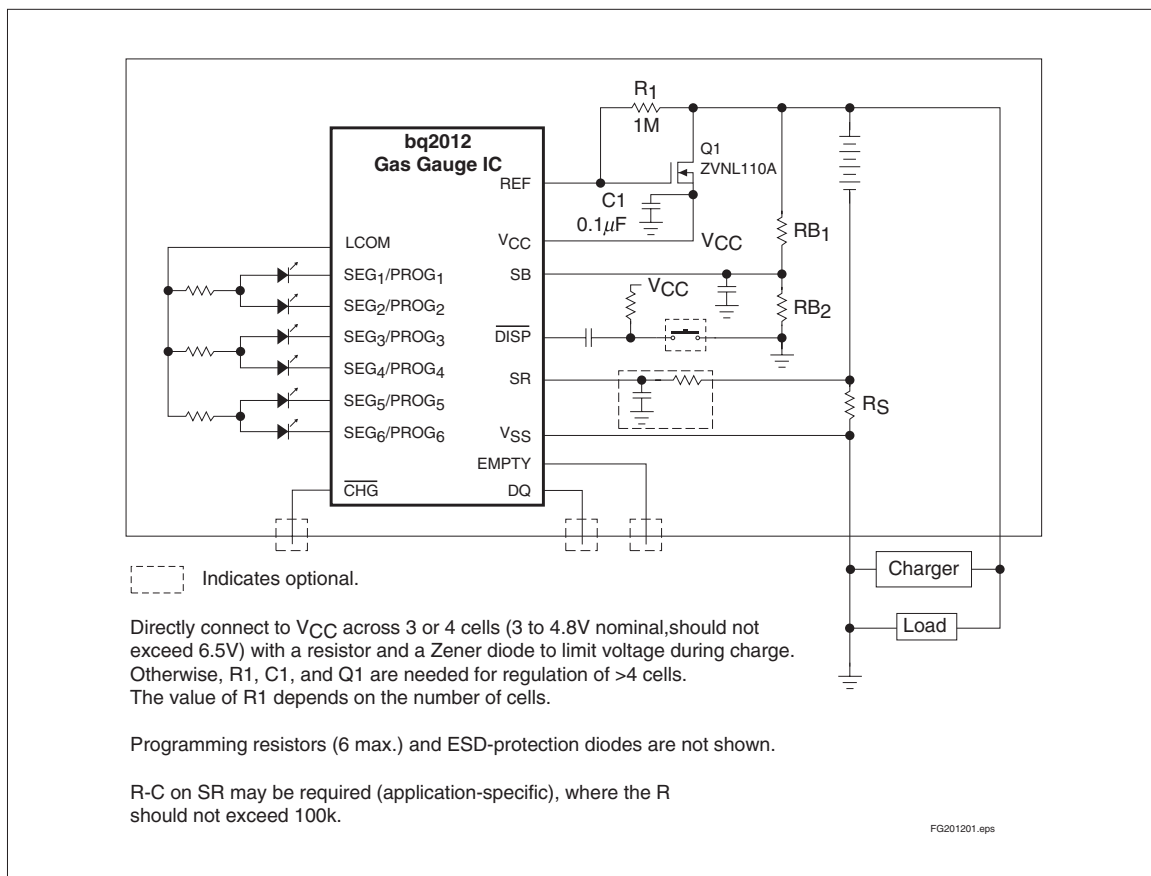 bq2012
Gas Gauge IC
R1
1M
Q1
ZVNL110A
REF
C1
0.1µF
VCC
VCC
LCOM
SEG1/PROG1
SEG2/PROG2
SEG3/PROG3
SEG4/PROG4
SEG5/PROG5
SEG6/PROG6
CHG
SB
VCC
DISP
SR
VSS
EMPTY
DQ
RB1
RB2
RS
Charger
Load
Indicates optional.
Directly connect to VCC across 3 or 4 cells (3 to 4.8V nominal,should not
exceed 6.5V) with a resistor and a Zener diode to limit voltage during charge.
Otherwise, R1, C1, and Q1 are needed for regulation of >4 cells.
The value of R1 depends on the number of cells.
Programming resistors (6 max.) and ESD-protection diodes are not shown.
R-C on SR may be required (application-specific), where the R
should not exceed 100k.
FG201201.eps